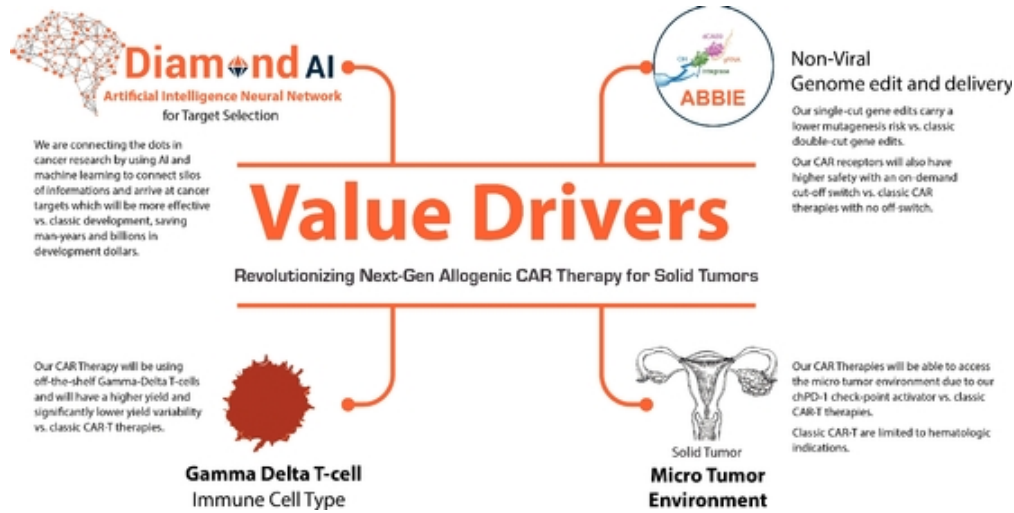 Diamond AI
Artificial Intelligence Neural Network
for Target Selection
We are connecting the dots in
cancer research by using AI and
machine learning to connect silos
of informations and arrive at cancer
targets which will be more effective
vs. classic development, saving
man-years and billions in
development dollars.
dCAS9
gRNA
Integrase
ABBIE
Non-Viral
Genome edit and delivery
Our single-cut gene edits carry a
lower mutagenesis risk vs. classic
double-cut gene edits.
Our CAR receptors will also have
higher safety with an on-demand
cut-off switch vs. classic CAR
therapies with no off-switch.
Value Drivers
Revolutionizing Next-Gen Allogenic CAR Therapy for Solid Tumors
Our CAR Therapy will be using
off-the-shelf Gamma-Delta T-cells
and will have a higher yield and
significantly lower yield variability
vs. classic CAR-T therapies.
Gamma Delta T-cell
Immune Cell Type
Solid Tumor
Micro Tumor
Environment
Our CAR Therapies will be able to access
the micro tumor environment due to our
chPD-1 check-point activator vs. classic
CAR-T therapies.
Classic CAR-T are limited to hematologic
indications.